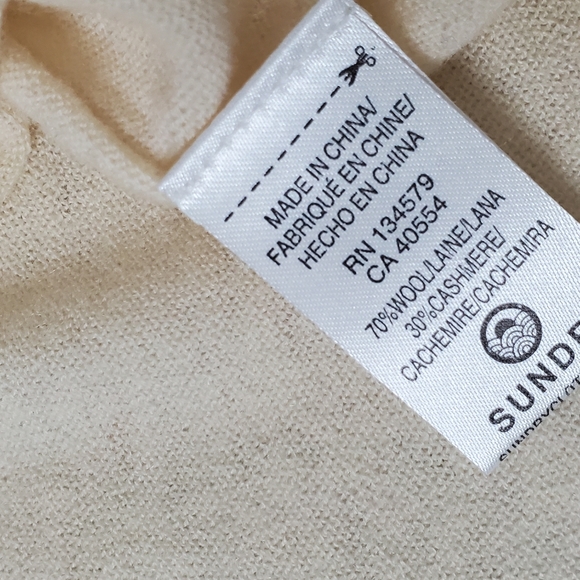 MADE IN CHINA/
FABRIQUÉ EN CHINE/
HECHO EN CHINA
RN 134579
CA 40554
70%WOOL/LAINE/LANA
30%CASHMERE/
CACHEMIRE/CACHEMIRA
SUNDR